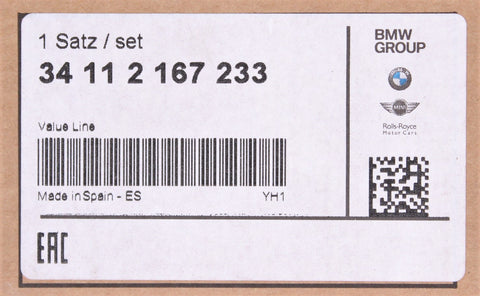 1 Satz / set
34 11 2 167 233
Value Line
Made in Spain - ES YH1
EAC
BMW
GROUP
MINI
Rolls-Royce
Motor Cars